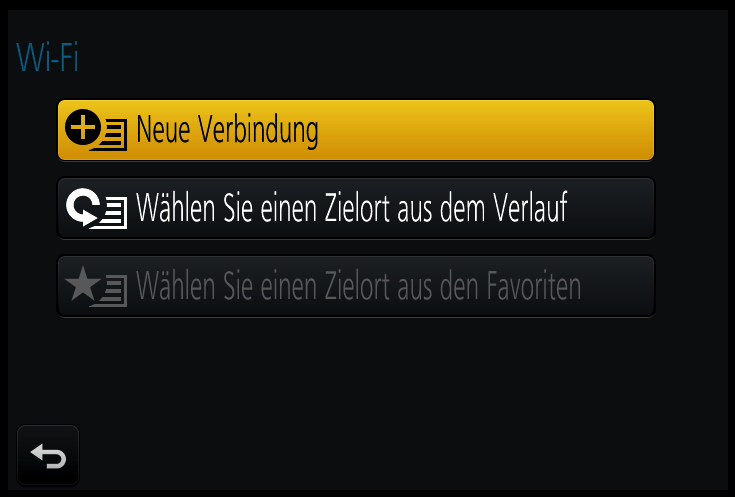 Wi-Fi
Neue Verbindung
Wählen Sie einen Zielort aus dem Verlauf
Wählen Sie einen Zielort aus den Favoriten